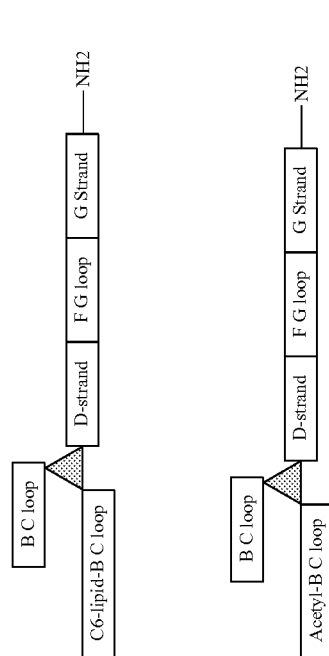 B C loop
C6-lipid-B C loop
D-strand
F G loop
G Strand
NH2
B C loop
Acetyl-B C loop
D-strand
F G loop
G Strand
NH2